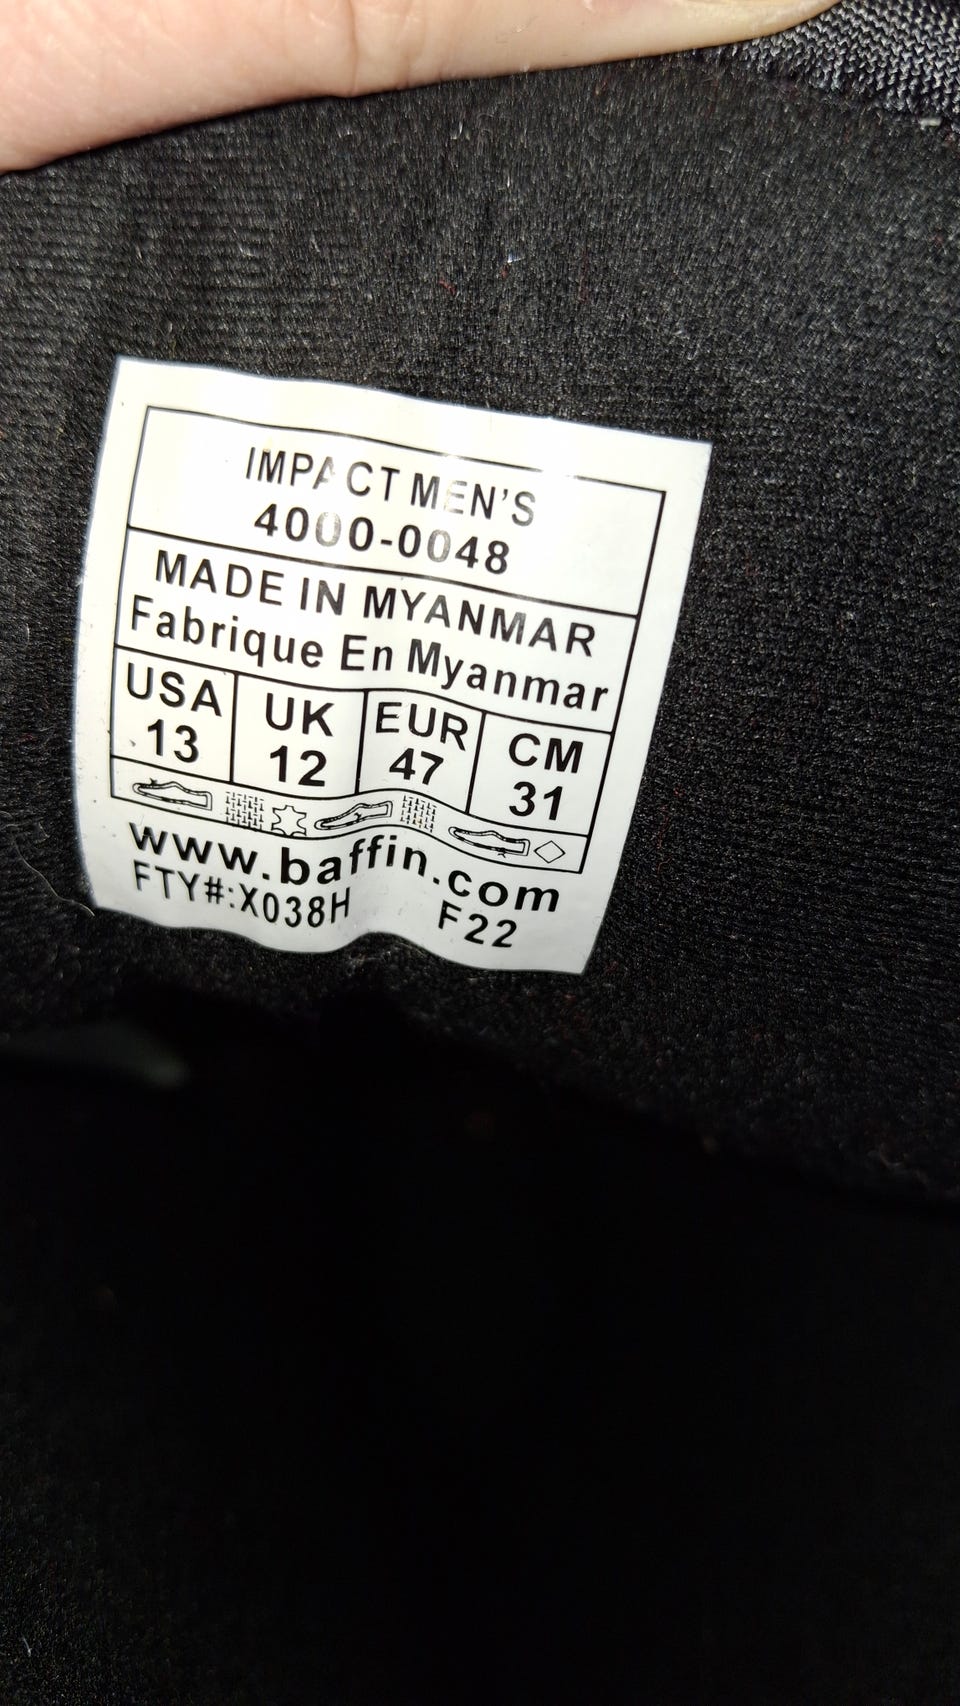 IMPACT MEN'S
4000-0048
MADE IN MYANMAR
Fabrique En Myanmar
USA UK EUR CM
13 12 47 31
www.baffin.com
FTY#:X038H F22